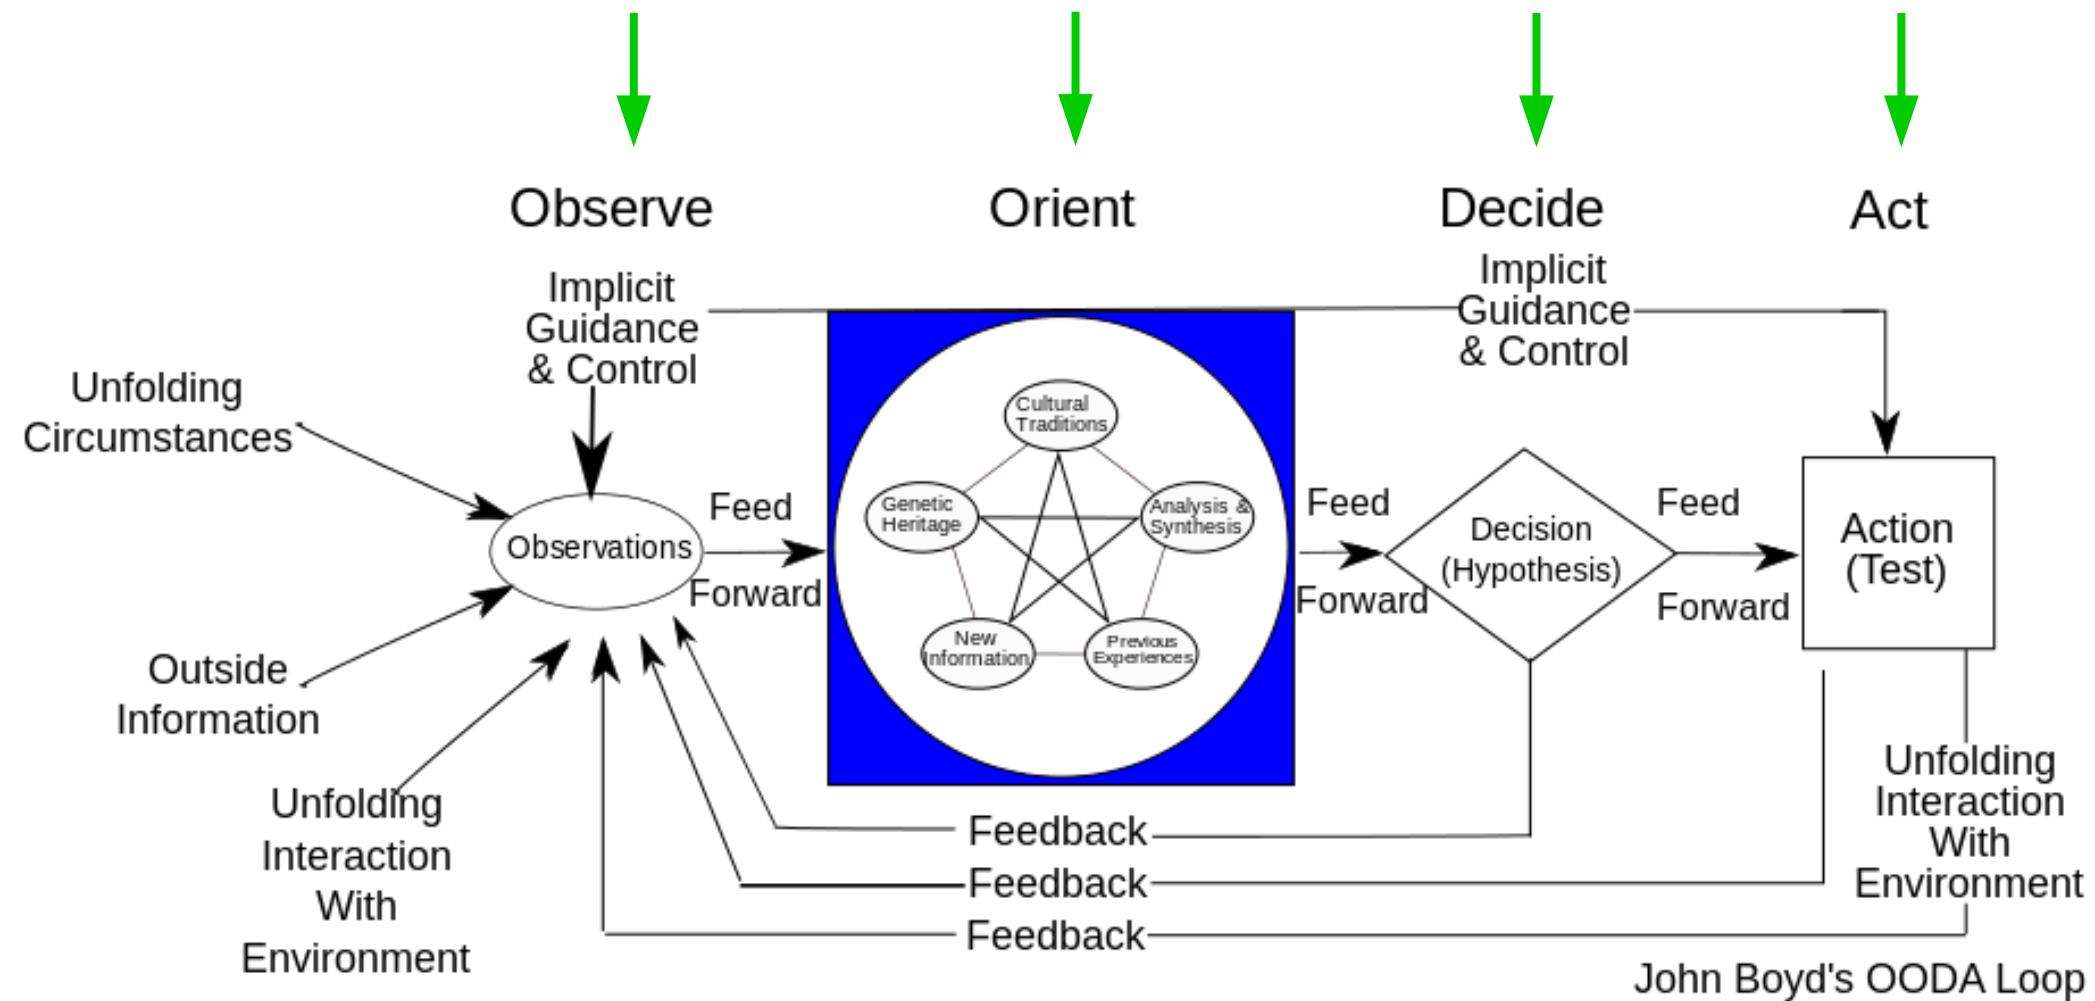 Observe
Orient
Decide
Act
Implicit
Guidance
& Control
Implicit
Guidance
& Control
Unfolding
Circumstances
Outside
Information
Unfolding
Interaction
With
Environment
Observations
Feed
Forward
Cultural
Traditions
Genetic
Heritage
Analysis &
Synthesis
New
Information
Previous
Experiences
Feed
Forward
Decision
(Hypothesis)
Feed
Forward
Action
(Test)
Unfolding
Interaction
With
Environment
Feedback
Feedback
Feedback
John Boyd's OODA Loop